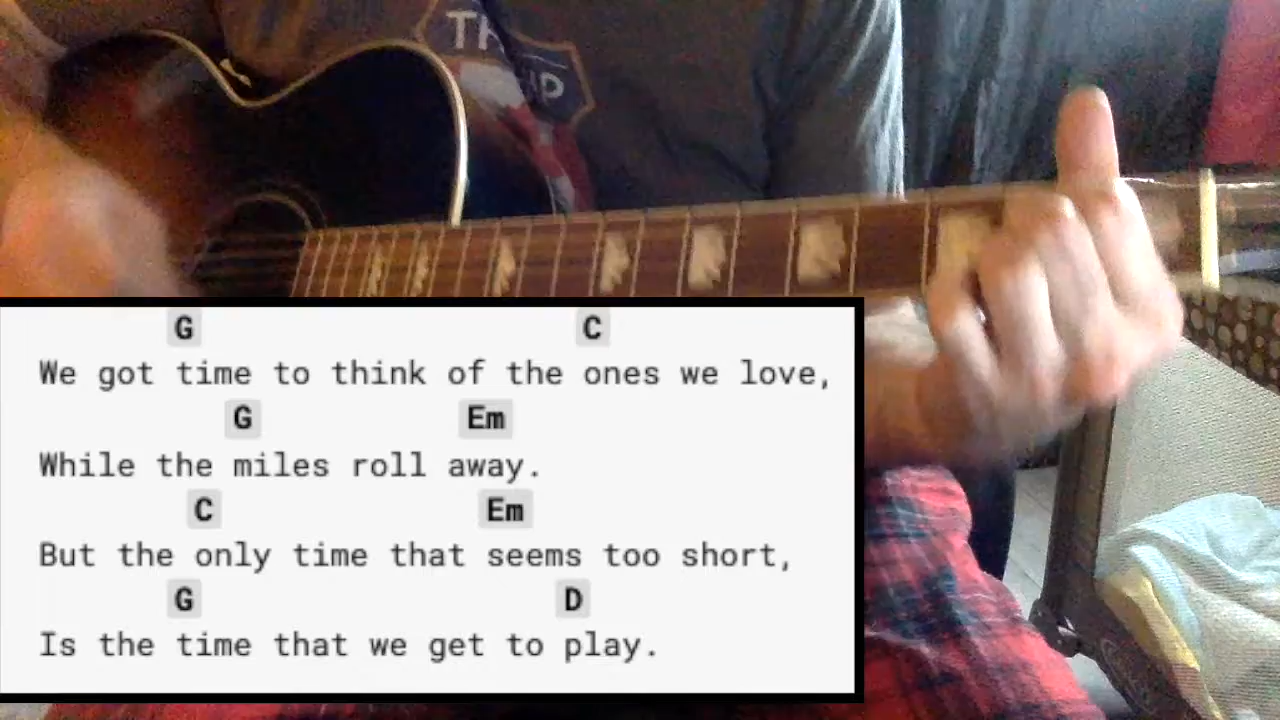 G C
We got time to think of the ones we love,
G Em
While the miles roll away.
C Em
But the only time that seems too short,
G D
Is the time that we get to play.